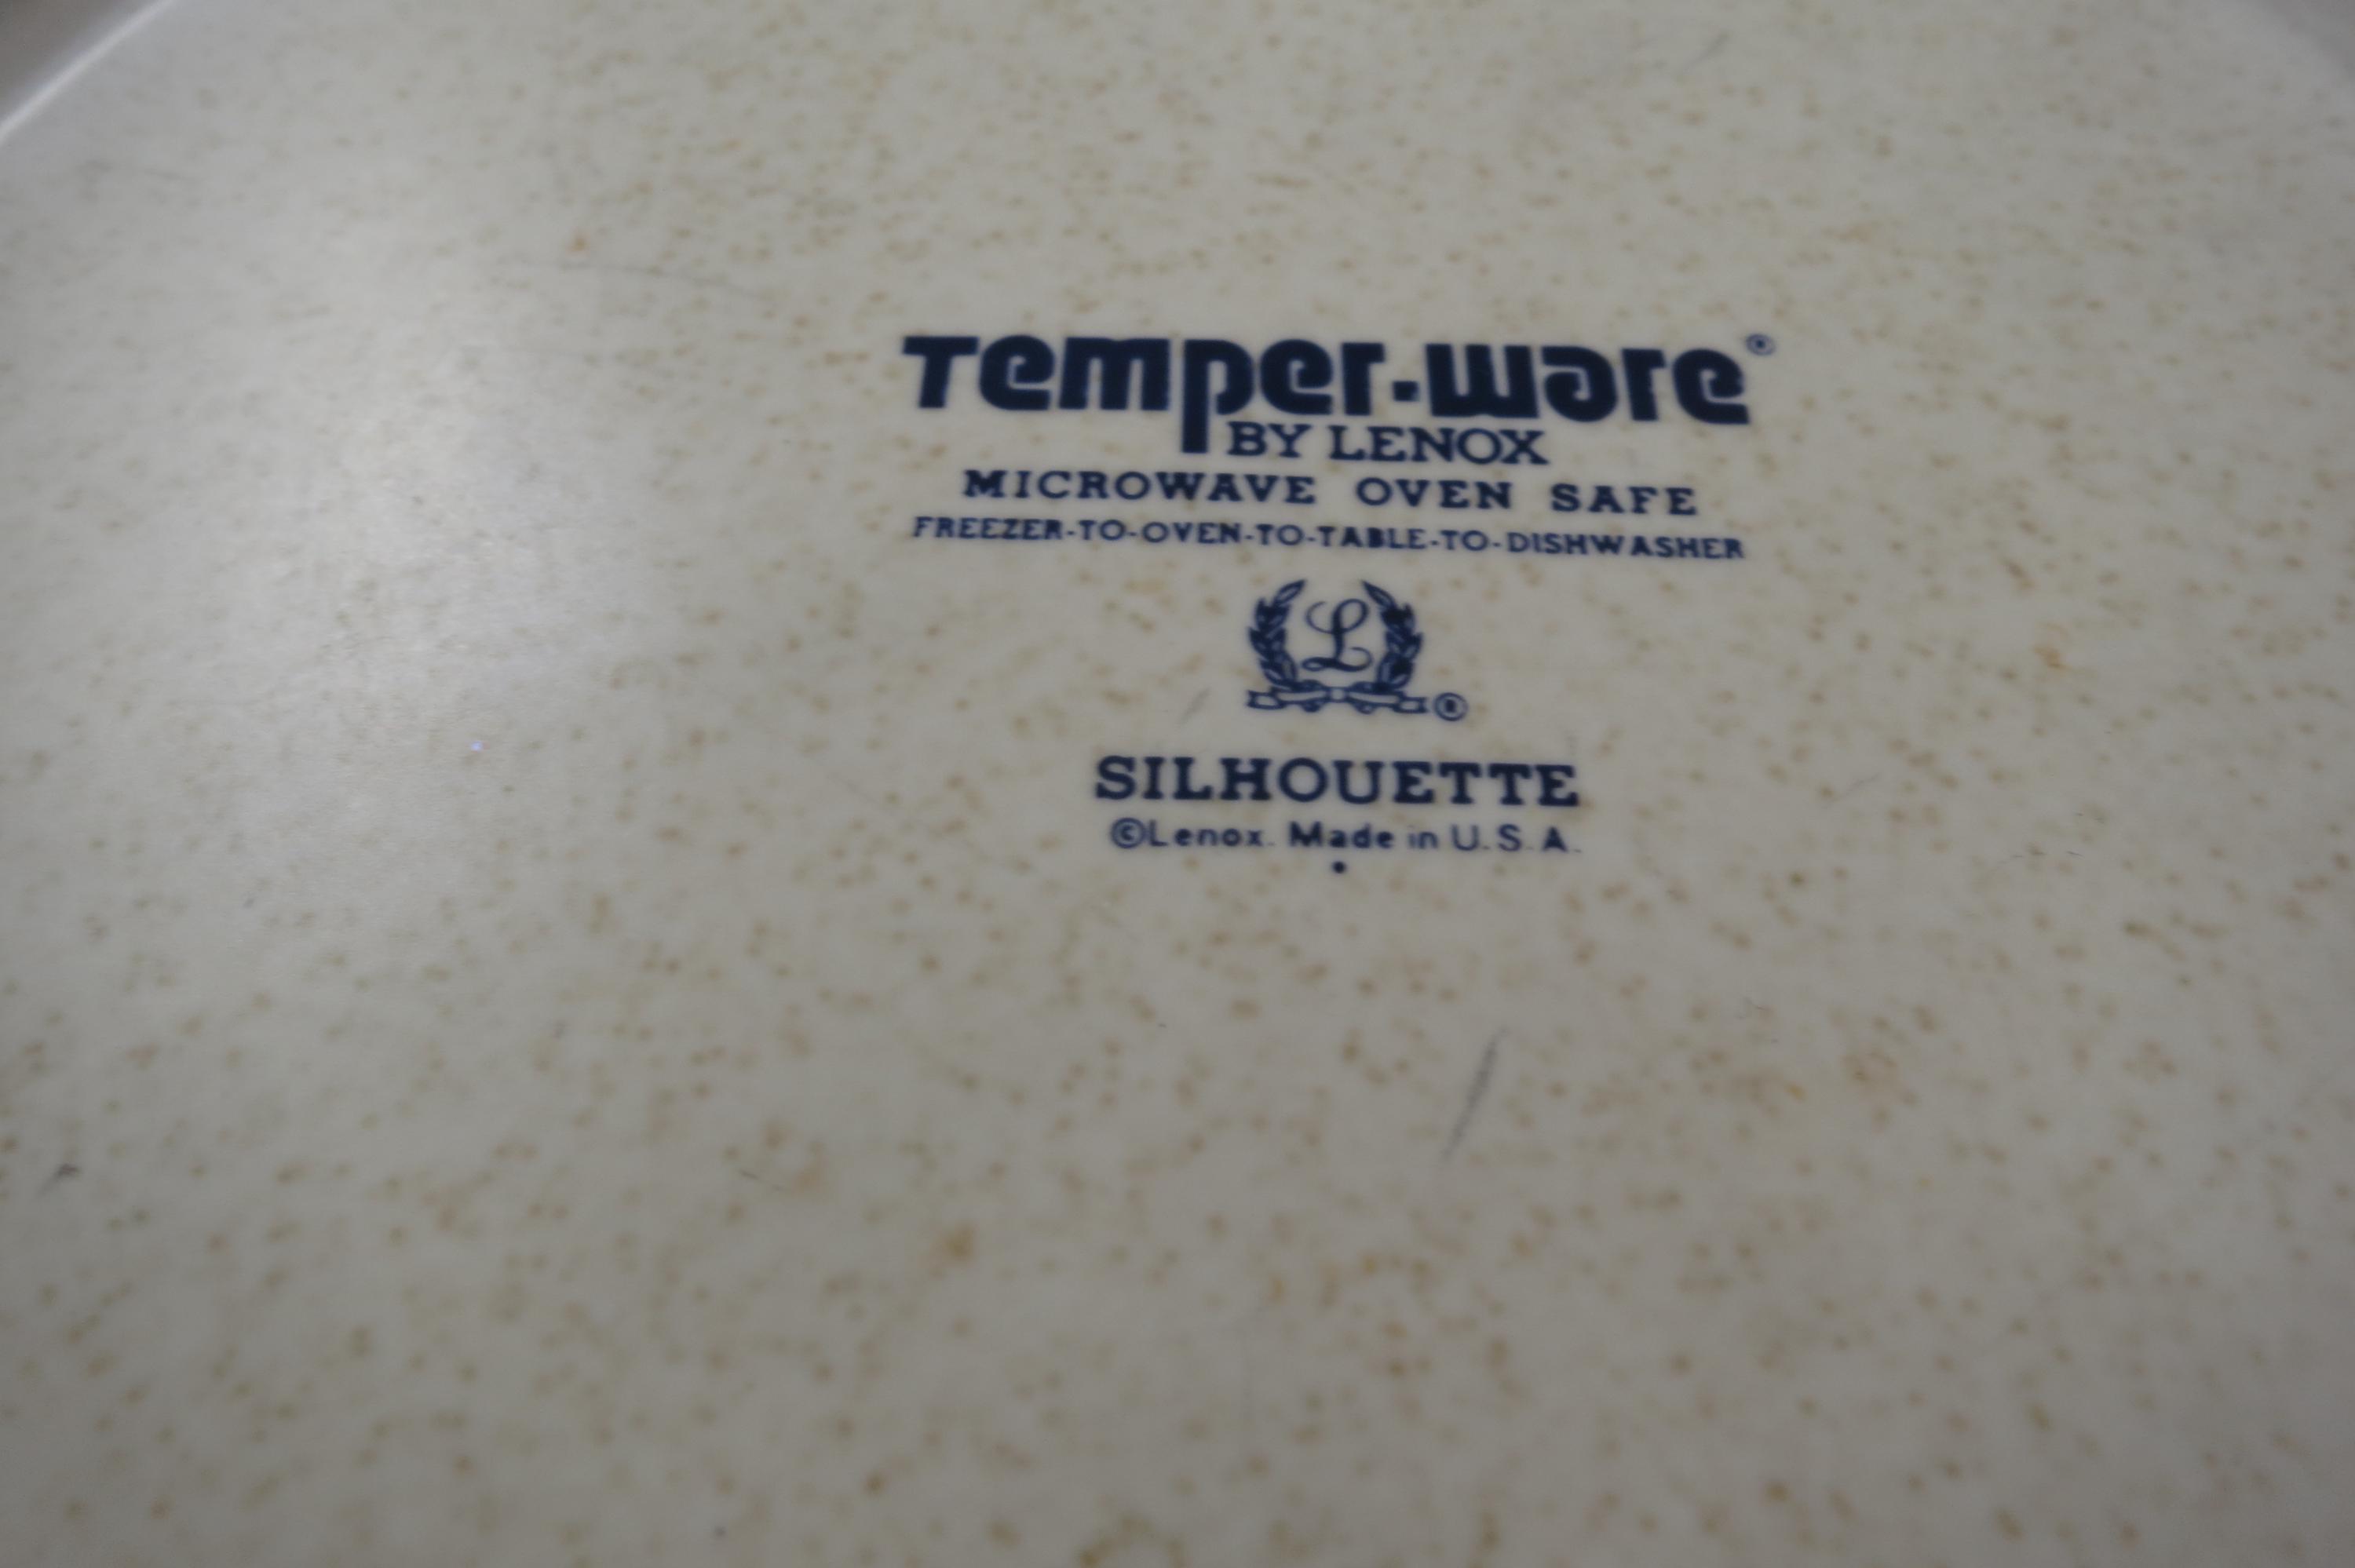 Temper-ware®
BY LENOX
MICROWAVE OVEN SAFE
FREEZER-TO-OVEN-TO-TABLE-TO-DISHWASHER
L
®
SILHOUETTE
©Lenox. Made in U.S.A.